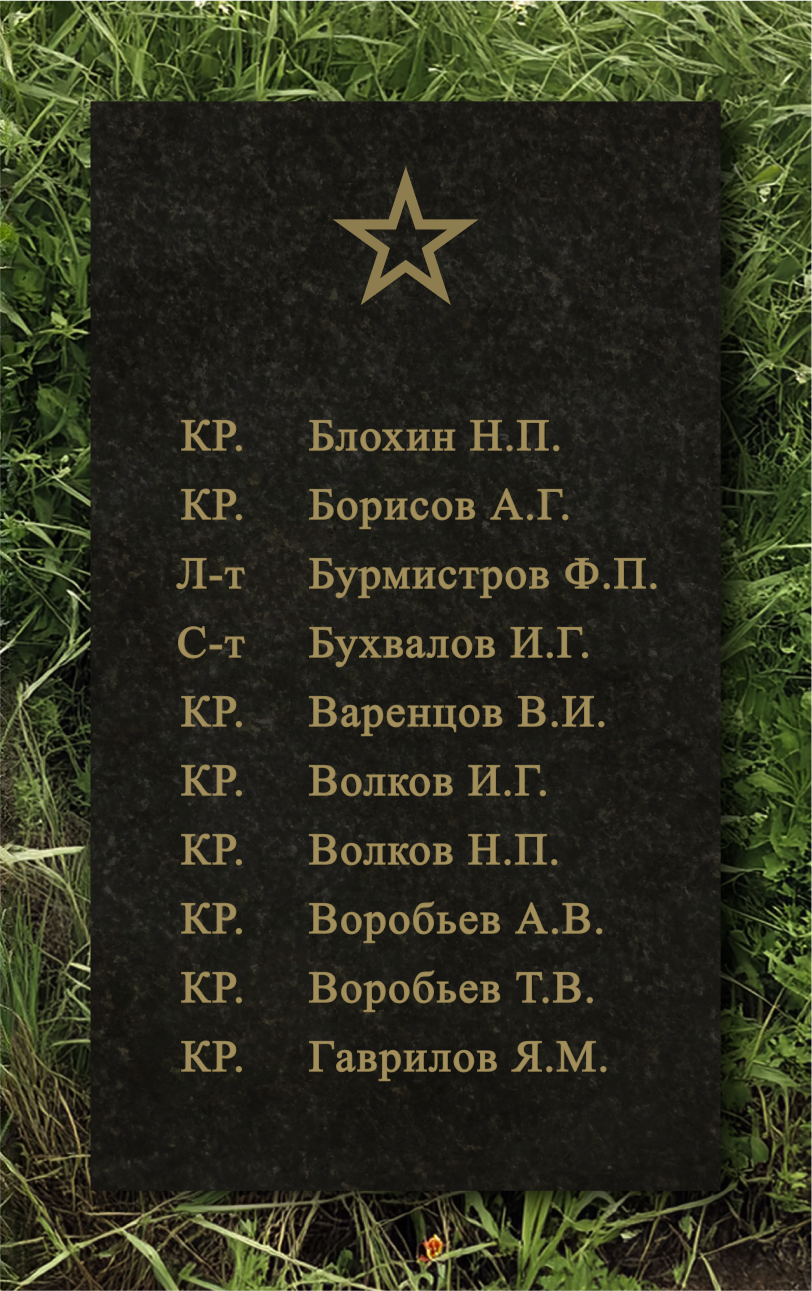 КР. Блохин Н.П.
КР. Борисов А.Г.
Л-т Бурмистров Ф.П.
С-т Бухвалов И.Г.
КР. Варенцов В.И.
КР. Волков И.Г.
КР. Волков Н.П.
КР. Воробьев А.В.
КР. Воробьев Т.В.
КР. Гаврилов Я.М.